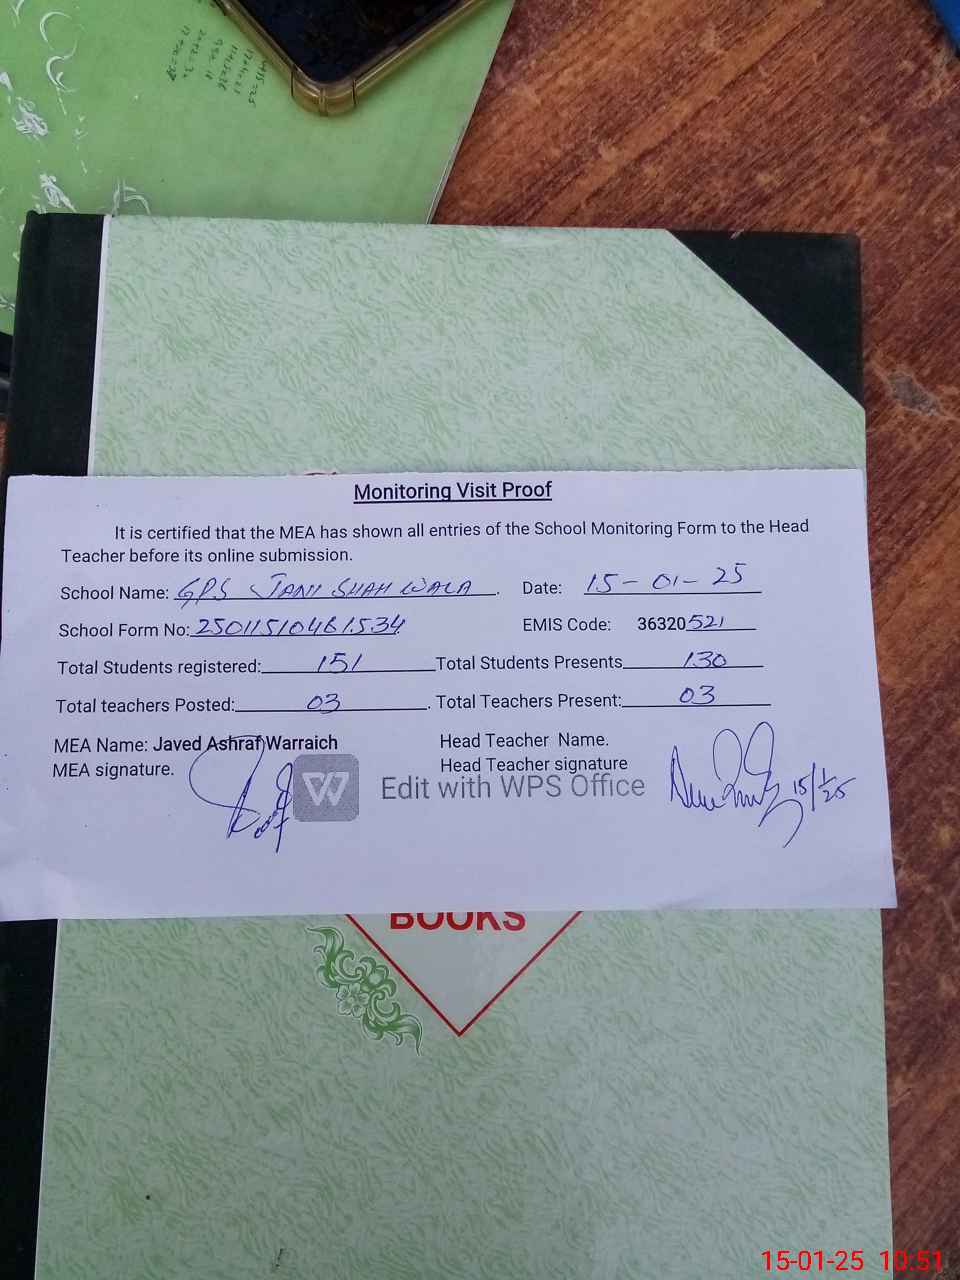 Monitoring Visit Proof
It is certified that the MEA has shown all entries of the School Monitoring Form to the Head
Teacher before its online submission.
School Name: GPS JANI SHAH WALA. Date: 15-01-25
School Form No: 25011510461534 EMIS Code: 36320521
Total Students registered: 151 Total Students Presents 130
Total teachers Posted: 03. Total Teachers Present: 03
MEA Name: Javed Ashraf Warraich Head Teacher Name.
MEA signature. Head Teacher signature
Edit with WPS Office
15/1/25
BOOKS
15-01-25 10:51